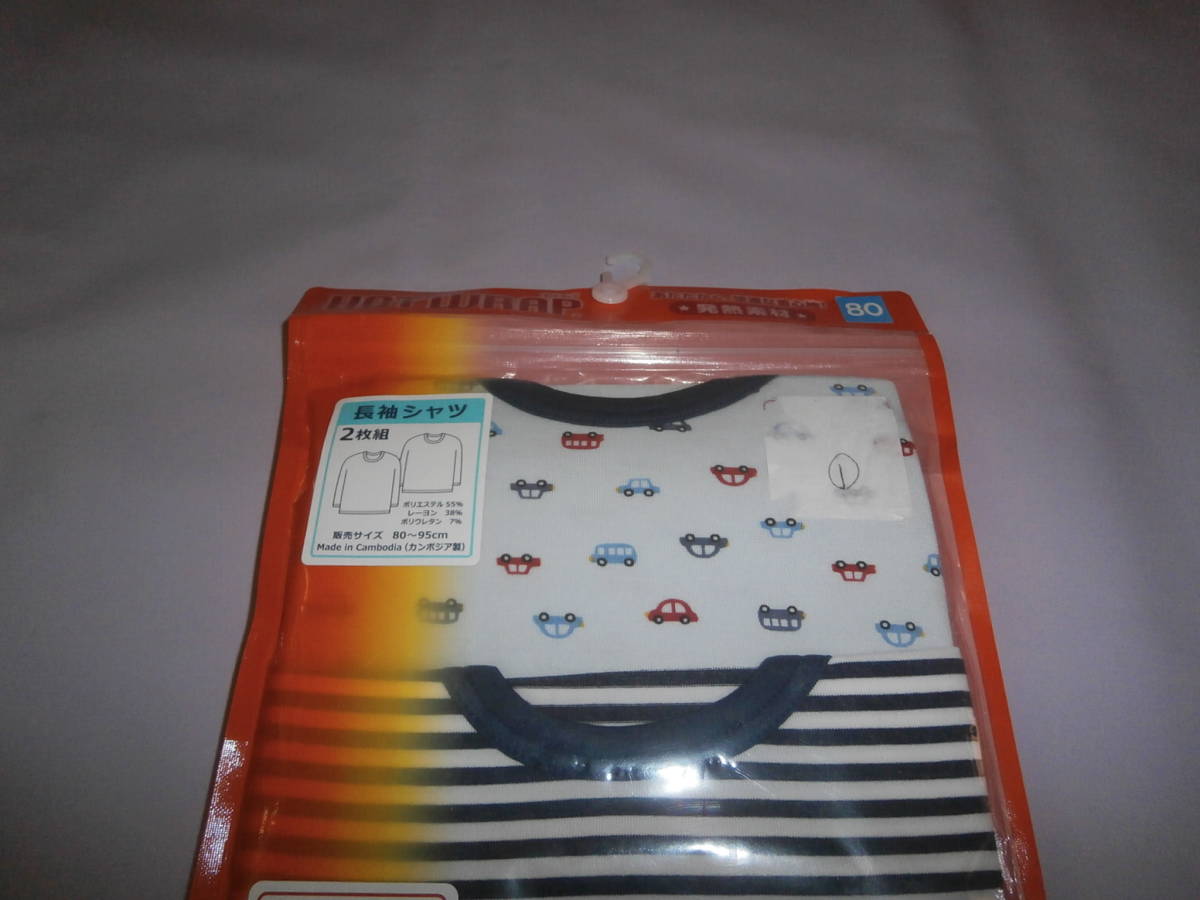 HOT WRAP
★発熱素材★
80
長袖シャツ
2枚組
ポリエステル 55%
レーヨン 38%
ポリウレタン 7%
販売サイズ 80～95cm
Made in Cambodia (カンボジア製)